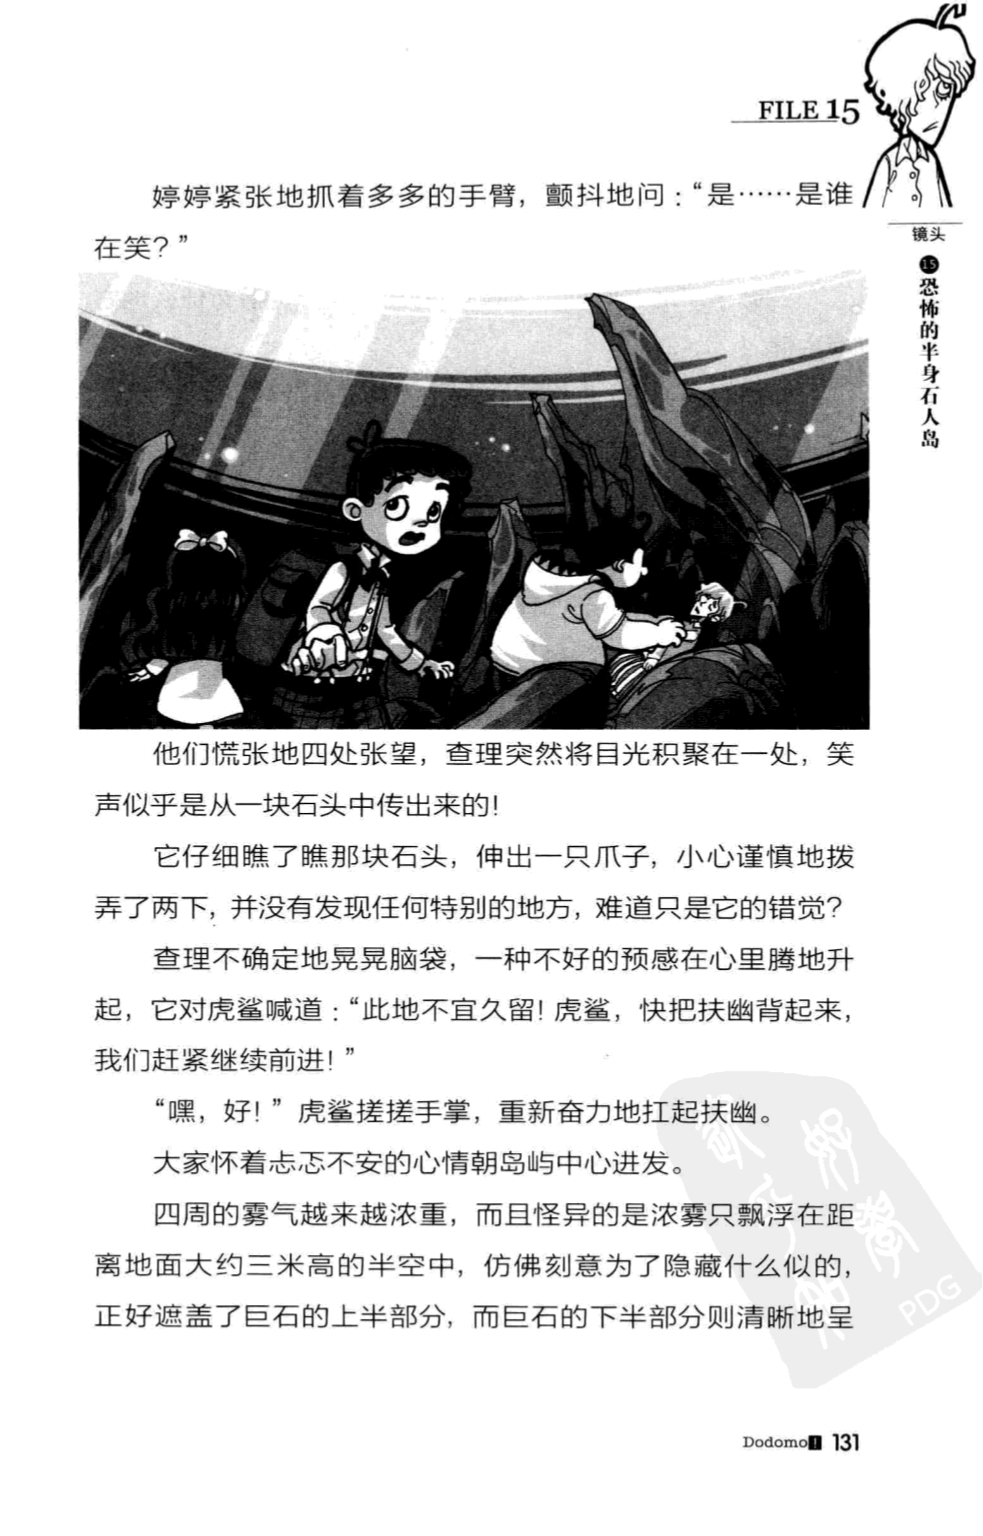 FILE 15
婷婷紧张地抓着多多的手臂，颤抖地问：“是……是谁
在笑？”
镜头
15恐怖的半身石人岛
他们慌张地四处张望，查理突然将目光积聚在一处，笑
声似乎是从一块石头中传出来的！
它仔细瞧了瞧那块石头，伸出一只爪子，小心谨慎地拨
弄了两下，并没有发现任何特别的地方，难道只是它的错觉？
查理不确定地晃晃脑袋，一种不好的预感在心里腾地升
起，它对虎鲨喊道：“此地不宜久留！虎鲨，快把扶幽背起来，
我们赶紧继续前进！”
“嘿，好！”虎鲨搓搓手掌，重新奋力地扛起扶幽。
大家怀着忐忑不安的心情朝岛屿中心进发。
四周的雾气越来越浓重，而且怪异的是浓雾只飘浮在距
离地面大约三米高的半空中，仿佛刻意为了隐藏什么似的，
正好遮盖了巨石的上半部分，而巨石的下半部分则清晰地呈
PDG
Dodomo! 131